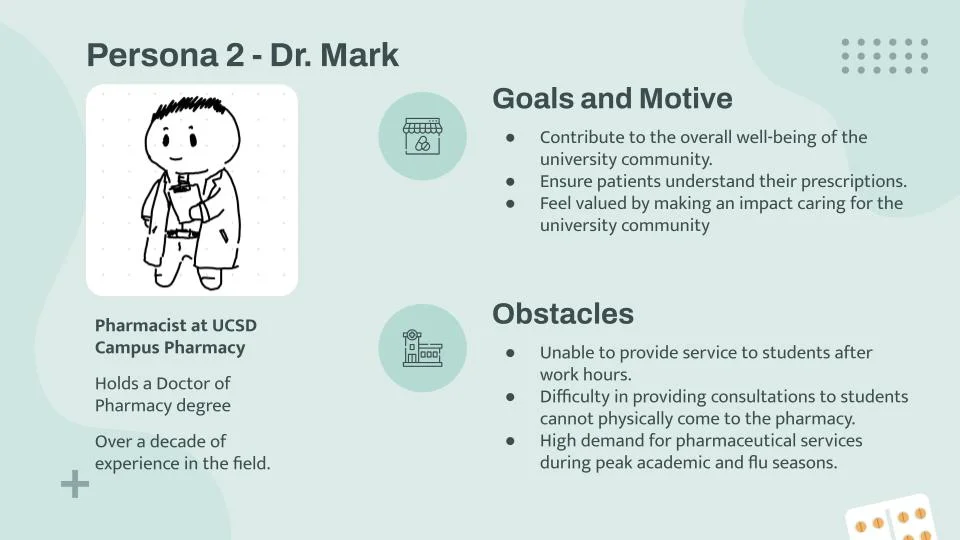 Persona 2 - Dr. Mark
Pharmacist at UCSD
Campus Pharmacy
Holds a Doctor of
Pharmacy degree
Over a decade of
experience in the field.
Goals and Motive
● Contribute to the overall well-being of the
university community.
● Ensure patients understand their prescriptions.
● Feel valued by making an impact caring for the
university community
Obstacles
● Unable to provide service to students after
work hours.
● Difficulty in providing consultations to students
cannot physically come to the pharmacy.
● High demand for pharmaceutical services
during peak academic and flu seasons.